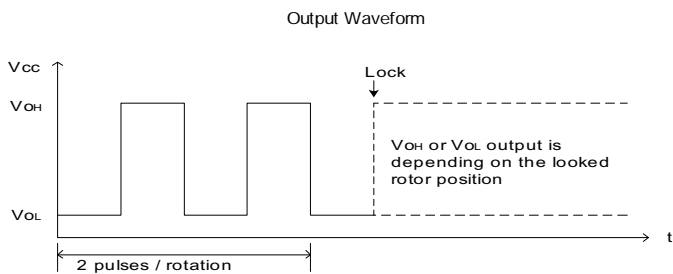 Output Waveform
Vcc
Lock
VOH
VOH or VOL output is
depending on the looked
rotor position
VOL
t
2 pulses / rotation